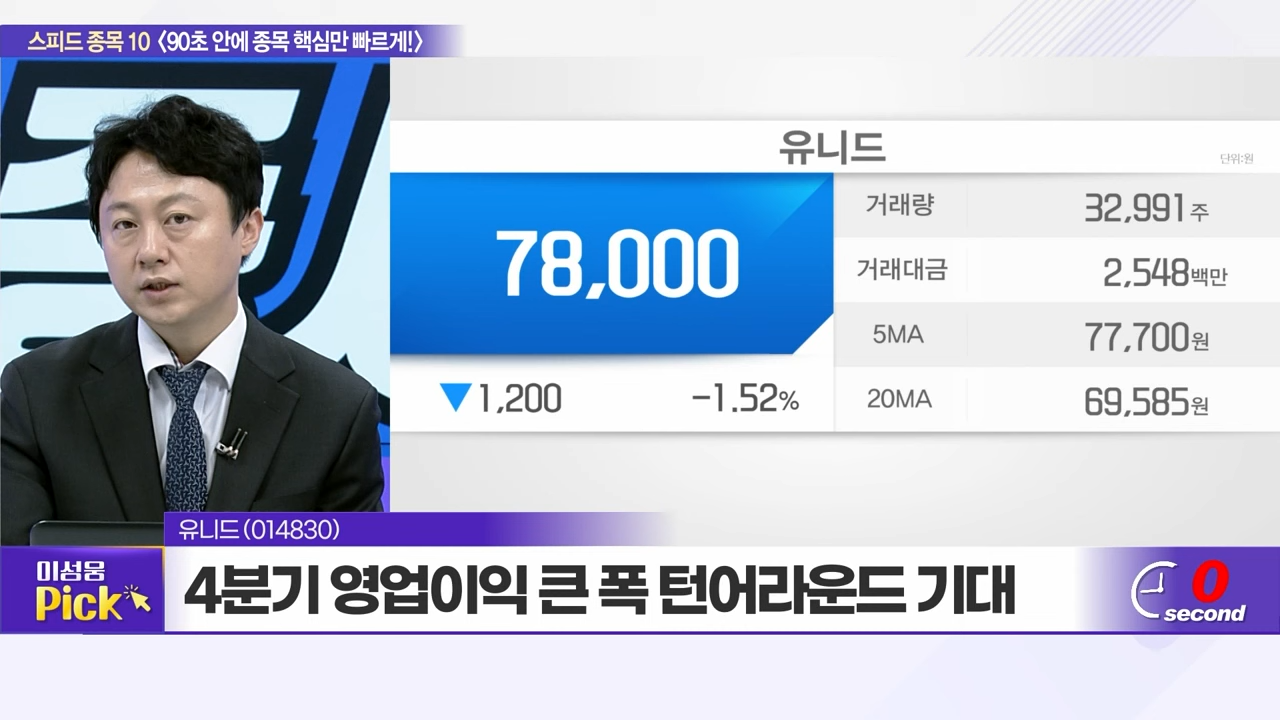 스피드 종목 10 〈90초 안에 종목 핵심만 빠르게!〉
유니드
단위:원
78,000
▼1,200 -1.52%
거래량 32,991주
거래대금 2,548백만
5MA 77,700원
20MA 69,585원
유니드(014830)
이성웅
Pick
4분기 영업이익 큰 폭 턴어라운드 기대
0
second